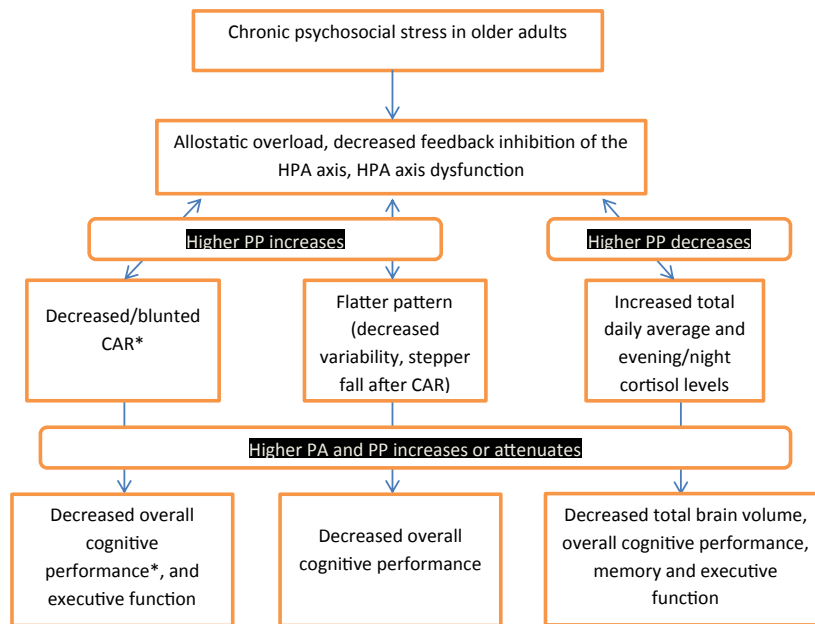 Chronic psychosocial stress in older adults
Allostatic overload, decreased feedback inhibition of the
HPA axis, HPA axis dysfunction
Higher PP increases
Higher PP decreases
Decreased/blunted
CAR*
Flatter pattern
(decreased
variability, stepper
fall after CAR)
Increased total
daily average and
evening/night
cortisol levels
Higher PA and PP increases or attenuates
Decreased overall
cognitive
performance*, and
executive function
Decreased overall
cognitive performance
Decreased total brain volume,
overall cognitive performance,
memory and executive
function